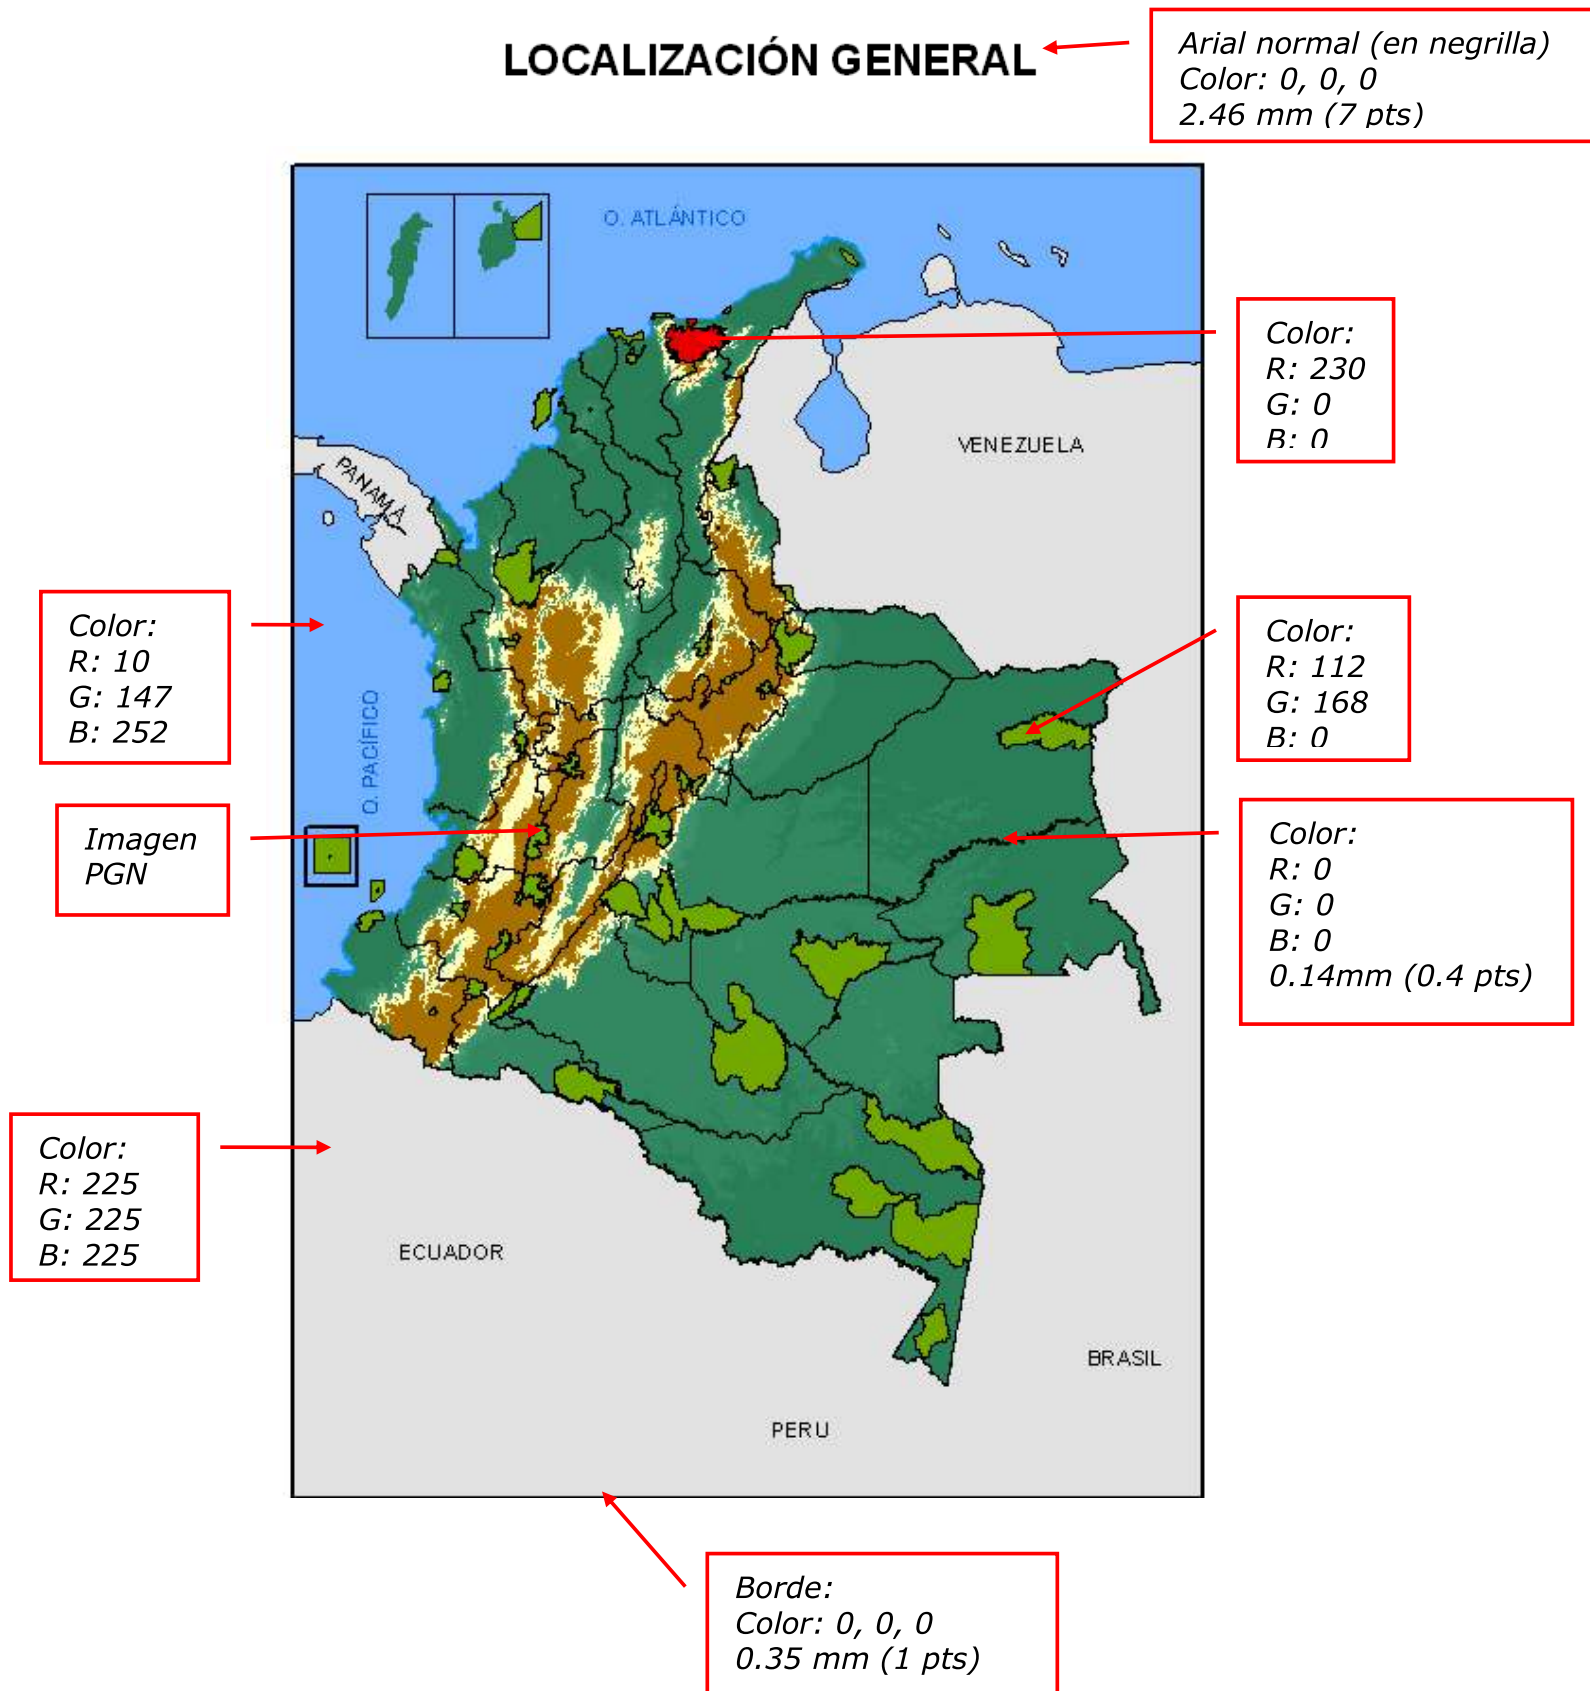 LOCALIZACIÓN GENERAL
Arial normal (en negrilla)
Color: 0, 0, 0
2.46 mm (7 pts)
O. ATLÁNTICO
Color:
R: 230
G: 0
B: 0
VENEZUELA
PANAMÁ
Color:
R: 10
G: 147
B: 252
Color:
R: 112
G: 168
B: 0
O. PACÍFICO
Imagen
PGN
Color:
R: 0
G: 0
B: 0
0.14mm (0.4 pts)
Color:
R: 225
G: 225
B: 225
ECUADOR
BRASIL
PERU
Borde:
Color: 0, 0, 0
0.35 mm (1 pts)